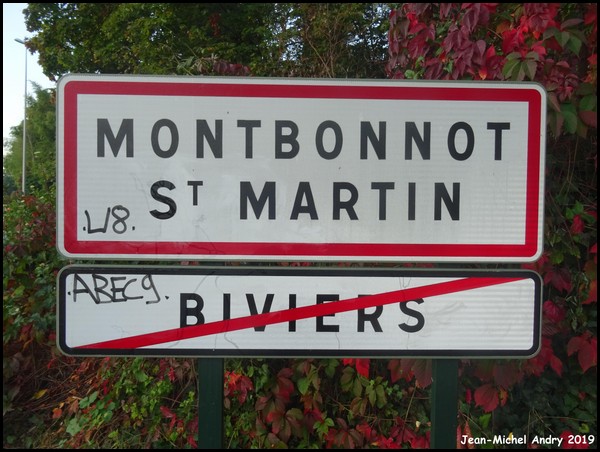 MONTBONNOT
ST MARTIN
.U8.
.ABEC9.
BIVIERS
Jean-Michel Andry 2019